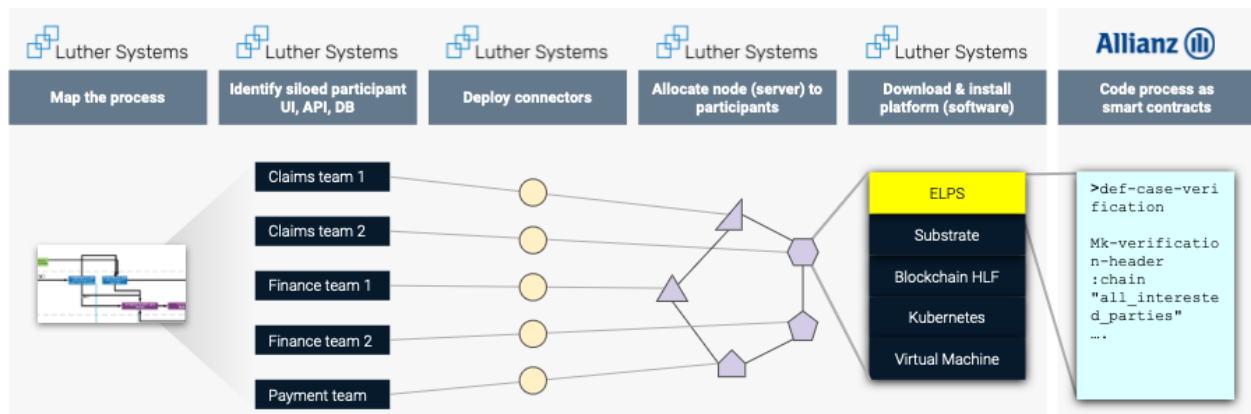 Luther Systems
Luther Systems
Luther Systems
Luther Systems
Luther Systems
Allianz
Map the process
Identify siloed participant
UI, API, DB
Deploy connectors
Allocate node (server) to
participants
Download & install
platform (software)
Code process as
smart contracts
Claims team 1
Claims team 2
Finance team 1
Finance team 2
Payment team
ELPS
Substrate
Blockchain HLF
Kubernetes
Virtual Machine
>def-case-veri
fication
Mk-verificatio
n-header
:chain
"all_intereste
d_parties"
….